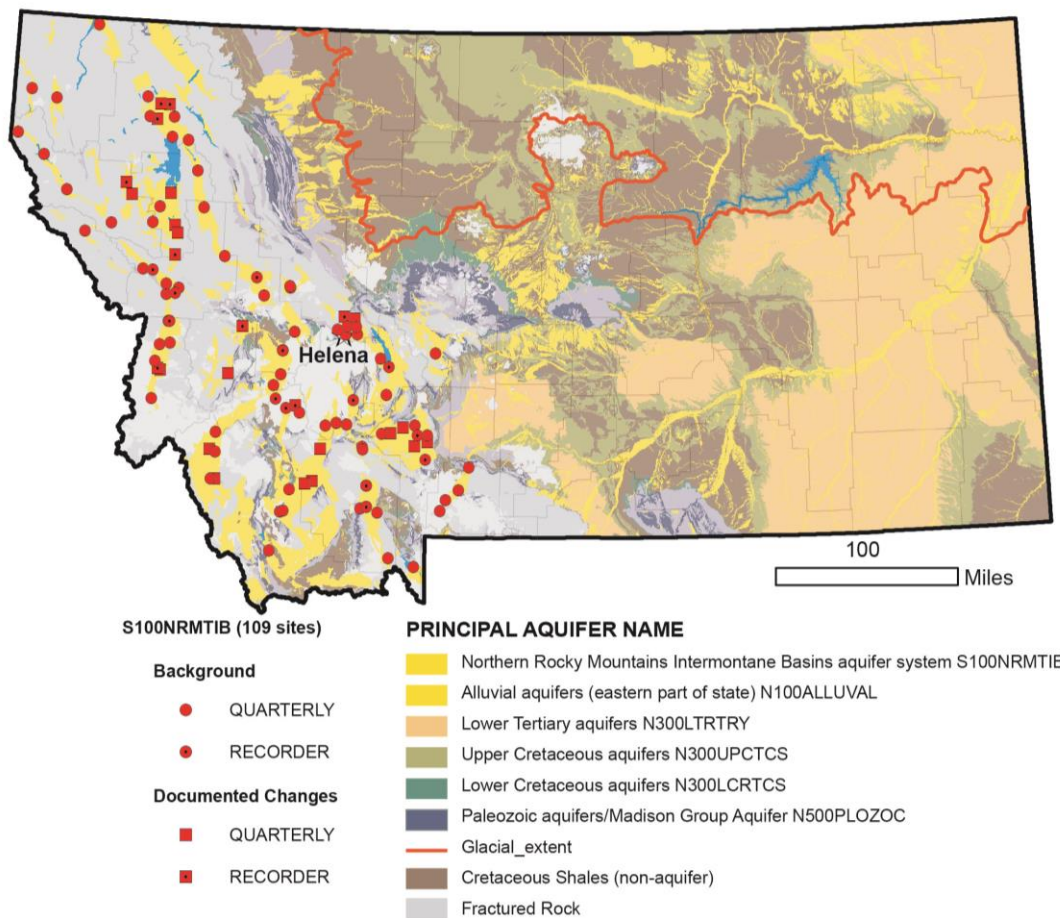 Helena
100
Miles
S100NRMTIB (109 sites)
Background
QUARTERLY
RECORDER
Documented Changes
QUARTERLY
RECORDER
PRINCIPAL AQUIFER NAME
Northern Rocky Mountains Intermontane Basins aquifer system S100NRMTIB
Alluvial aquifers (eastern part of state) N100ALLUVAL
Lower Tertiary aquifers N300LTRTRY
Upper Cretaceous aquifers N300UPCTCS
Lower Cretaceous aquifers N300LCRTCS
Paleozoic aquifers/Madison Group Aquifer N500PLOZOC
Glacial_extent
Cretaceous Shales (non-aquifer)
Fractured Rock